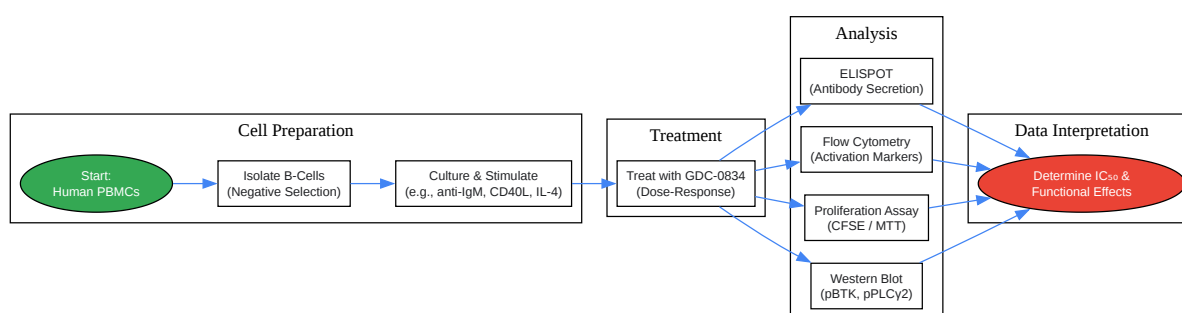 Cell Preparation
Start:
Human PBMCs
Isolate B-Cells
(Negative Selection)
Culture & Stimulate
(e.g., anti-IgM, CD40L, IL-4)
Treatment
Treat with GDC-0834
(Dose-Response)
Analysis
ELISPOT
(Antibody Secretion)
Flow Cytometry
(Activation Markers)
Proliferation Assay
(CFSE / MTT)
Western Blot
(pBTK, pPLCγ2)
Data Interpretation
Determine IC₅₀ &
Functional Effects